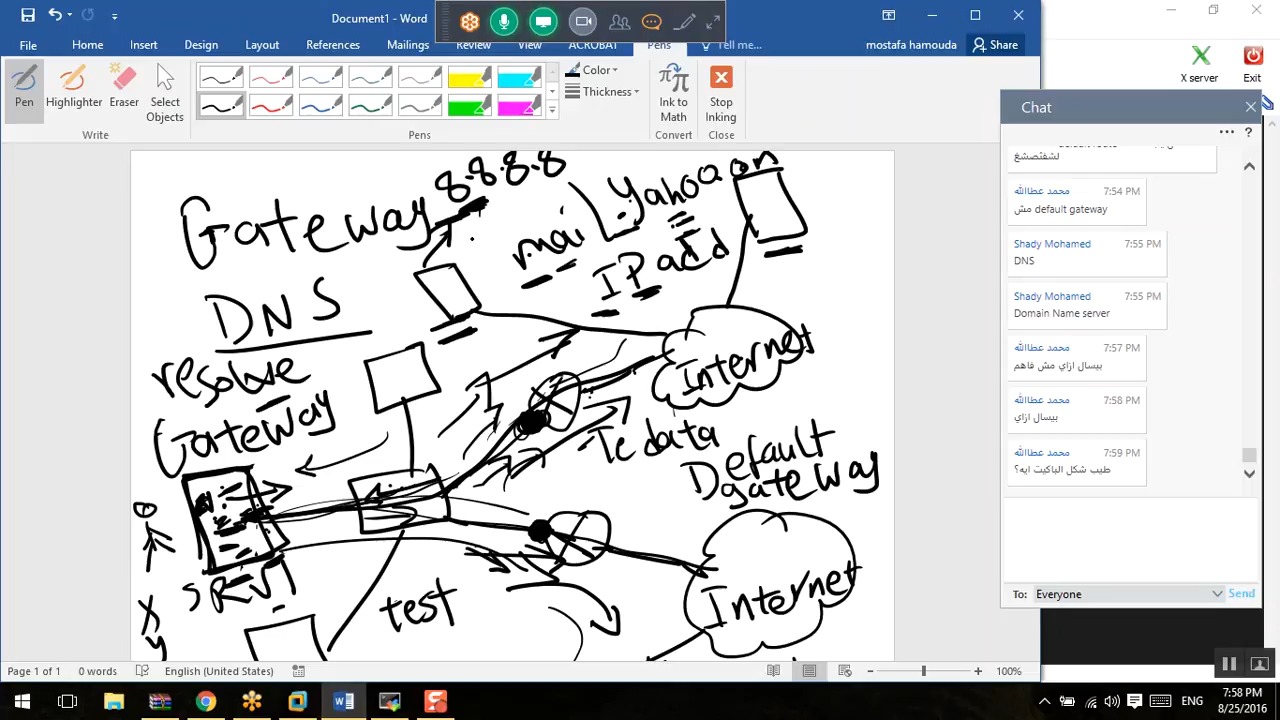 Document1 - Word
File
Home
Insert
Design
Layout
References
Mailings
Review
View
ACROBAT
Pens
Tell me...
mostafa hamouda
Share
Pen
Highlighter
Eraser
Select
Objects
Write
Pens
Color
Thickness
Ink to
Math
Convert
Stop
Inking
Close
X server
Exit
Gateway
8.8.8.8
mail.Yahoo.com
IP add
DNS
resolve
Gateway
Internet
Te data
Default
gateway
SRV1
test
Internet
X
y
Chat
default route
لشفثصشغ
محمد عطاالله 7:54 PM
مش default gateway
Shady Mohamed 7:55 PM
DNS
Shady Mohamed 7:55 PM
Domain Name server
محمد عطاالله 7:57 PM
بيسال ازاي مش فاهم
محمد عطاالله 7:58 PM
بيسال ازاي
محمد عطاالله 7:59 PM
طيب شكل الباكيت ايه؟
To: Everyone Send
Page 1 of 1 0 words English (United States) 100%
ENG
7:58 PM
8/25/2016